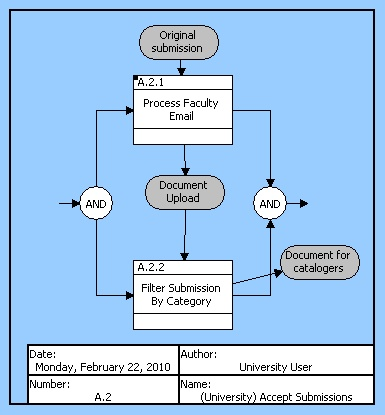 Original
submission
A.2.1
Process Faculty
Email
AND
Document
Upload
AND
A.2.2
Filter Submission
By Category
Document for
catalogers
Date:
Monday, February 22, 2010
Author:
University User
Number:
A.2
Name:
(University) Accept Submissions